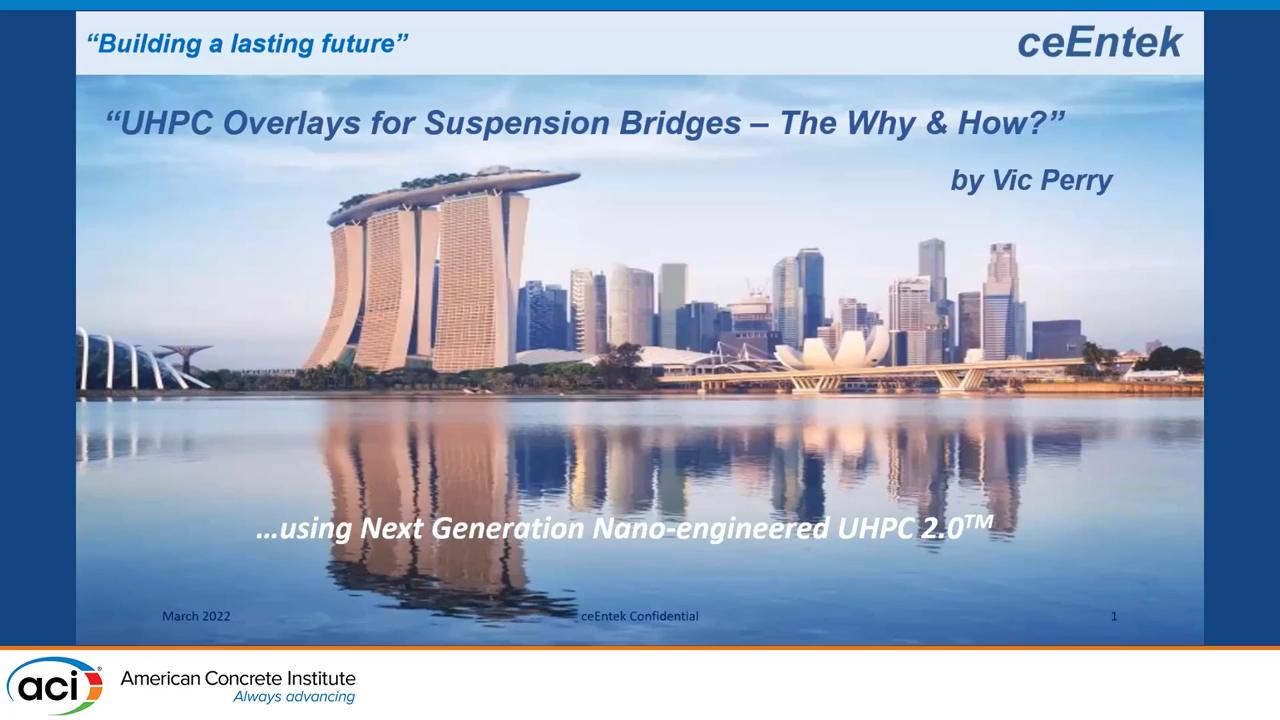 “Building a lasting future”
ceEntek
“UHPC Overlays for Suspension Bridges – The Why & How?”
by Vic Perry
...using Next Generation Nano-engineered UHPC 2.0TM
March 2022
ceEntek Confidential
1
aci®
American Concrete Institute
Always advancing